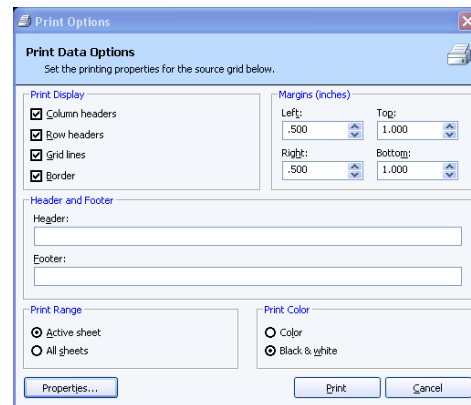 Print Options
Print Data Options
Set the printing properties for the source grid below.
Print Display
Column headers
Row headers
Grid lines
Border
Margins (inches)
Left: Top:
.500 1.000
Right: Bottom:
.500 1.000
Header and Footer
Header:
Footer:
Print Range
Active sheet
All sheets
Print Color
Color
Black & white
Properties...
Print
Cancel